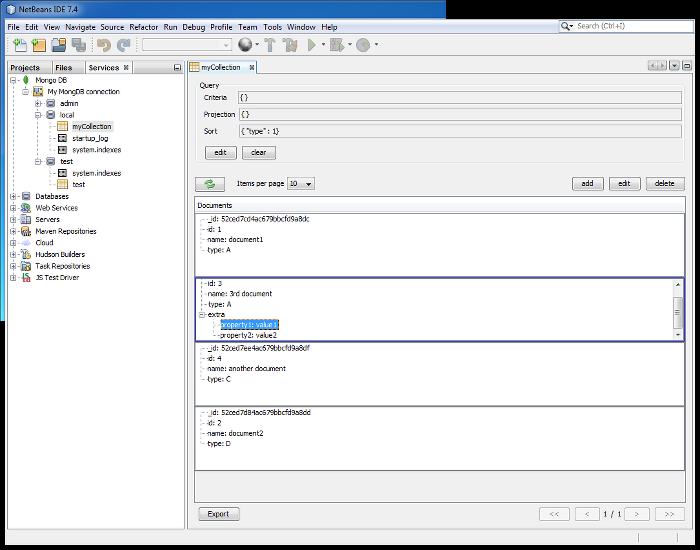 NetBeans IDE 7.4
File Edit View Navigate Source Refactor Run Debug Profile Team Tools Window Help
Search (Ctrl+I)
Projects Files Services
myCollection
Mongo DB
My MongDB connection
admin
local
myCollection
startup_log
system.indexes
test
system.indexes
test
Databases
Web Services
Servers
Maven Repositories
Cloud
Hudson Builders
Task Repositories
JS Test Driver
Query
Criteria {}
Projection {}
Sort { "type" : 1}
edit clear
Items per page 10 add edit delete
Documents
_id: 52ced7cd4ac679bbcfd9a8dc
id: 1
name: document1
type: A
id: 3
name: 3rd document
type: A
extra
property1: value1
property2: value2
_id: 52ced7ee4ac679bbcfd9a8df
id: 4
name: another document
type: C
_id: 52ced7d84ac679bbcfd9a8dd
id: 2
name: document2
type: D
Export << < 1 / 1 > >>